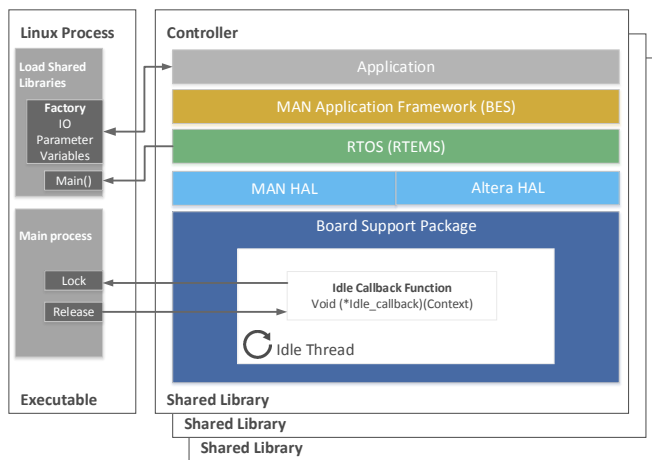 Linux Process
Load Shared
Libraries
Factory
IO
Parameter
Variables
Main()
Main process
Lock
Release
Executable
Controller
Application
MAN Application Framework (BES)
RTOS (RTEMS)
MAN HAL
Altera HAL
Board Support Package
Idle Callback Function
Void (*Idle_callback)(Context)
Idle Thread
Shared Library
Shared Library
Shared Library